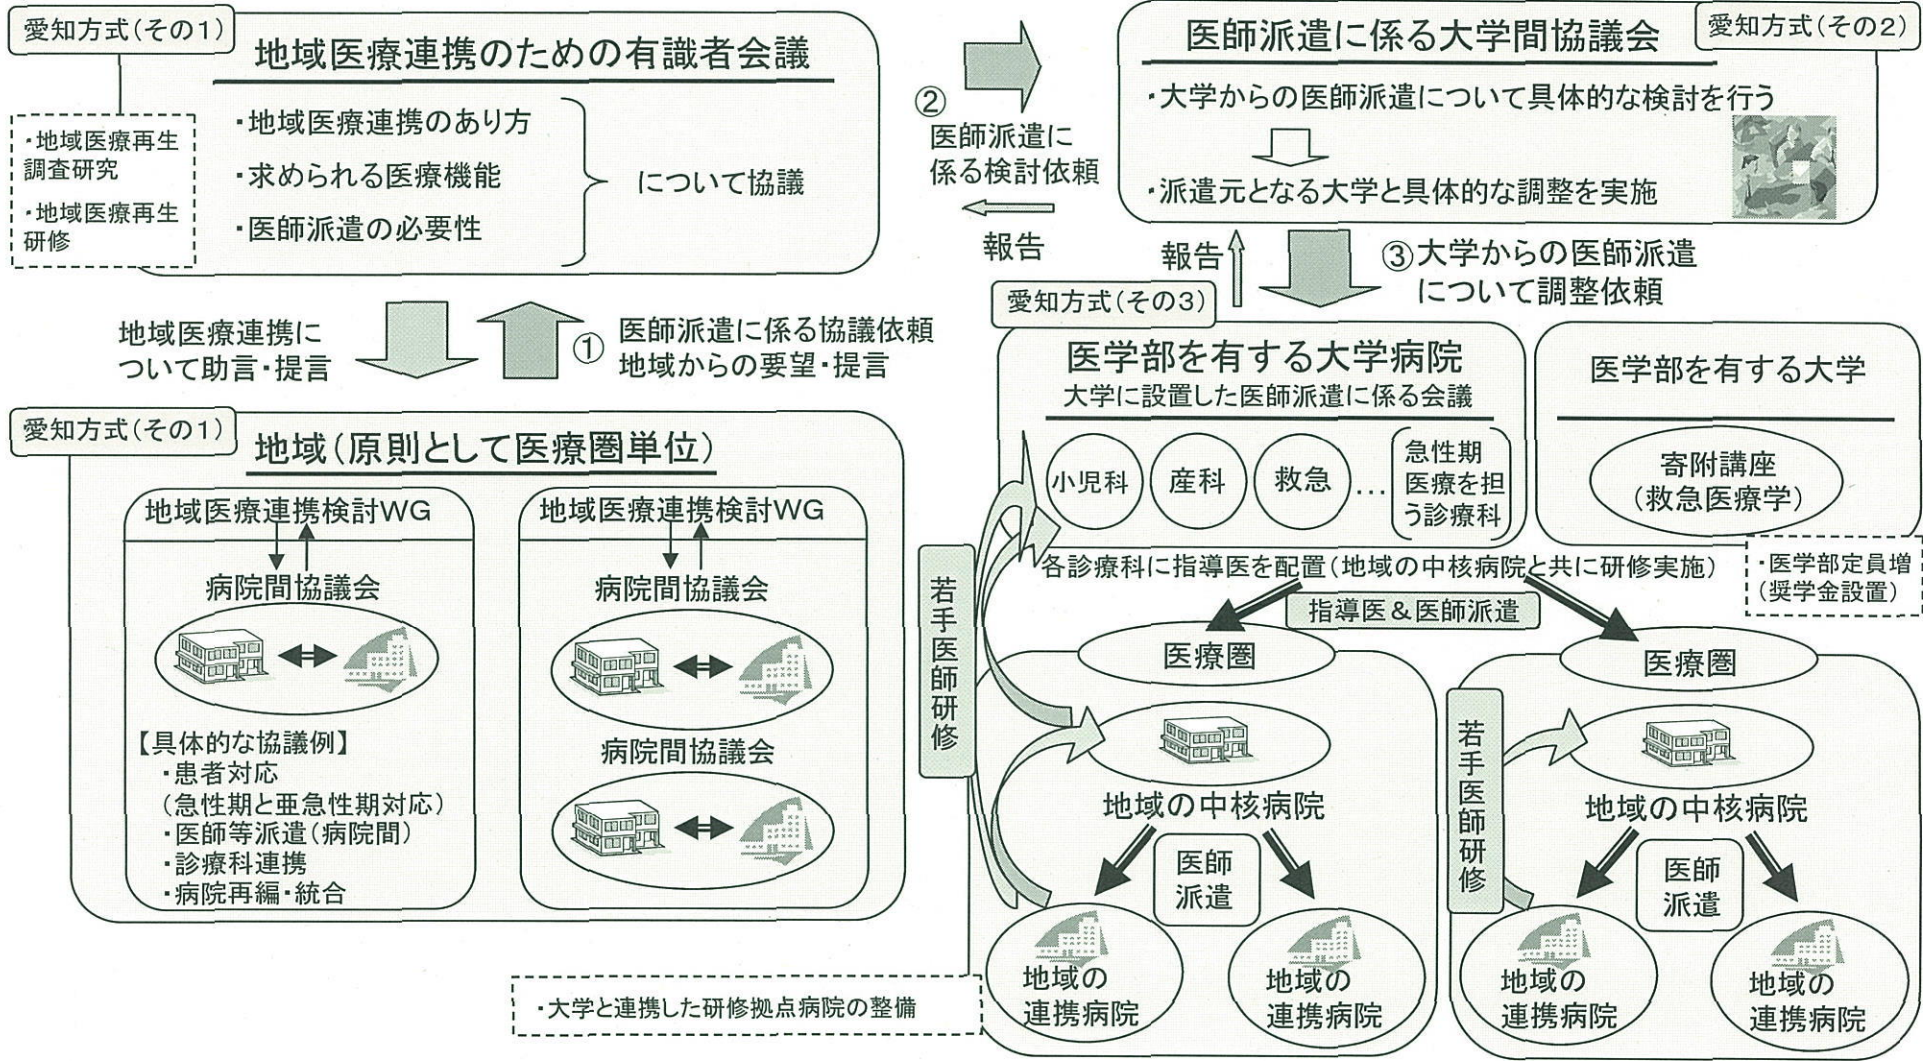 愛知方式(その1)
地域医療連携のための有識者会議
・地域医療連携のあり方
・求められる医療機能
・医師派遣の必要性
について協議
・地域医療再生
調査研究
・地域医療再生
研修
②
医師派遣に
係る検討依頼
報告
医師派遣に係る大学間協議会
愛知方式(その2)
・大学からの医師派遣について具体的な検討を行う
・派遣元となる大学と具体的な調整を実施
報告
③大学からの医師派遣
について調整依頼
地域医療連携に
ついて助言・提言
①
医師派遣に係る協議依頼
地域からの要望・提言
愛知方式(その1)
地域(原則として医療圏単位)
地域医療連携検討WG
病院間協議会
【具体的な協議例】
・患者対応
(急性期と亜急性期対応)
・医師等派遣(病院間)
・診療科連携
・病院再編・統合
地域医療連携検討WG
病院間協議会
病院間協議会
愛知方式(その3)
医学部を有する大学病院
大学に設置した医師派遣に係る会議
小児科
産科
救急
…
急性期
医療を担
う診療科
医学部を有する大学
寄附講座
(救急医療学)
各診療科に指導医を配置(地域の中核病院と共に研修実施)
・医学部定員増
(奨学金設置)
指導医&医師派遣
若手医師研修
医療圏
地域の中核病院
医師
派遣
地域の
連携病院
地域の
連携病院
若手医師研修
医療圏
地域の中核病院
医師
派遣
地域の
連携病院
地域の
連携病院
・大学と連携した研修拠点病院の整備